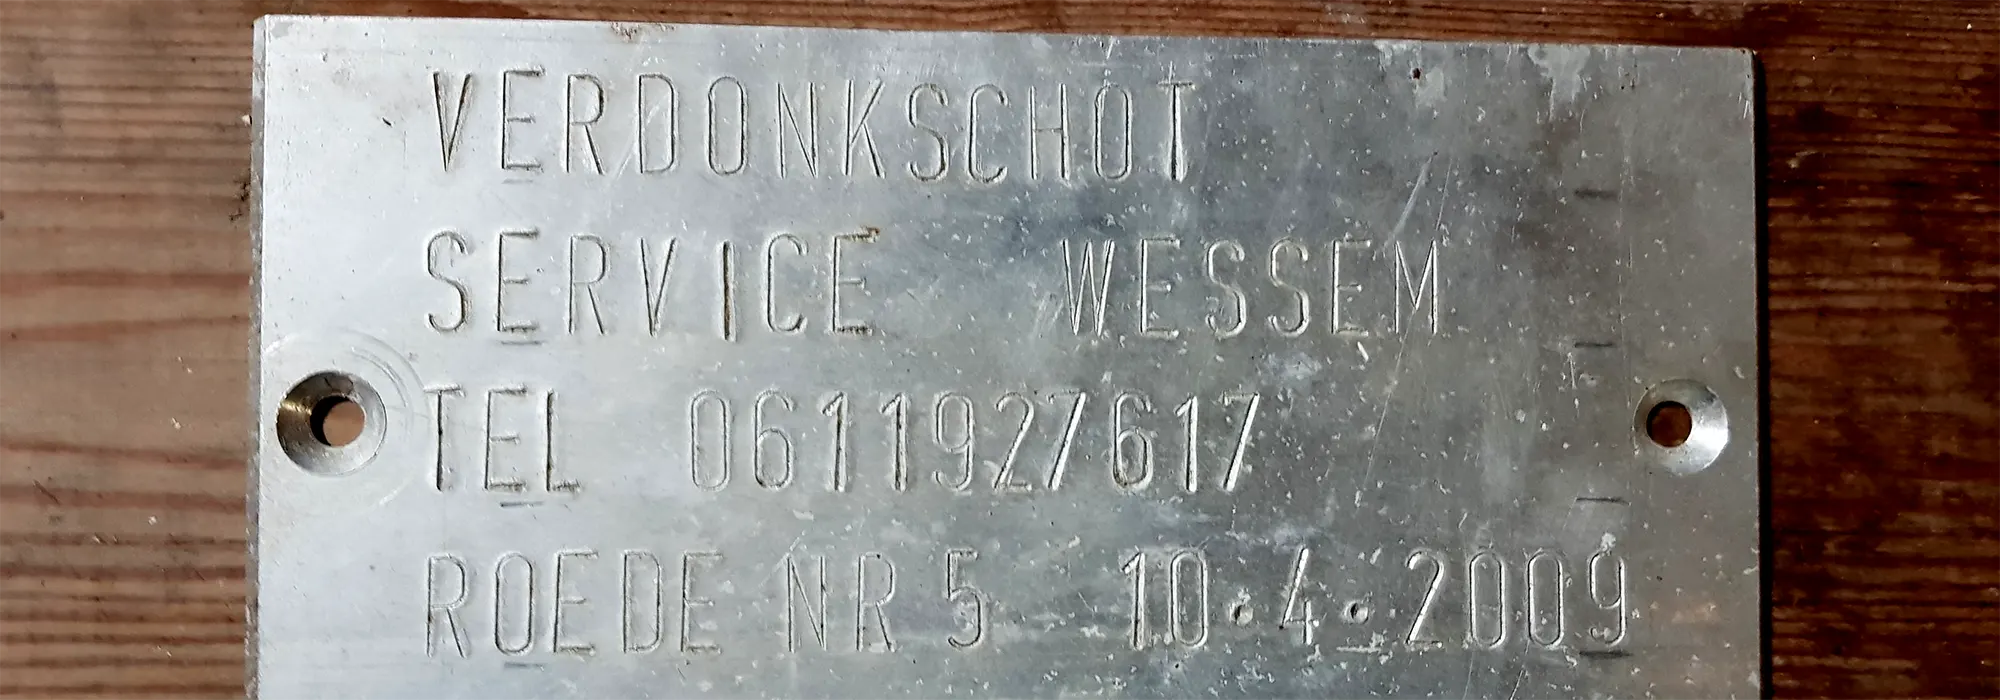 VERDONKSCHOT
SERVICE WESSEM
TEL 0611927617
ROEDE NR 5 10.4.2009